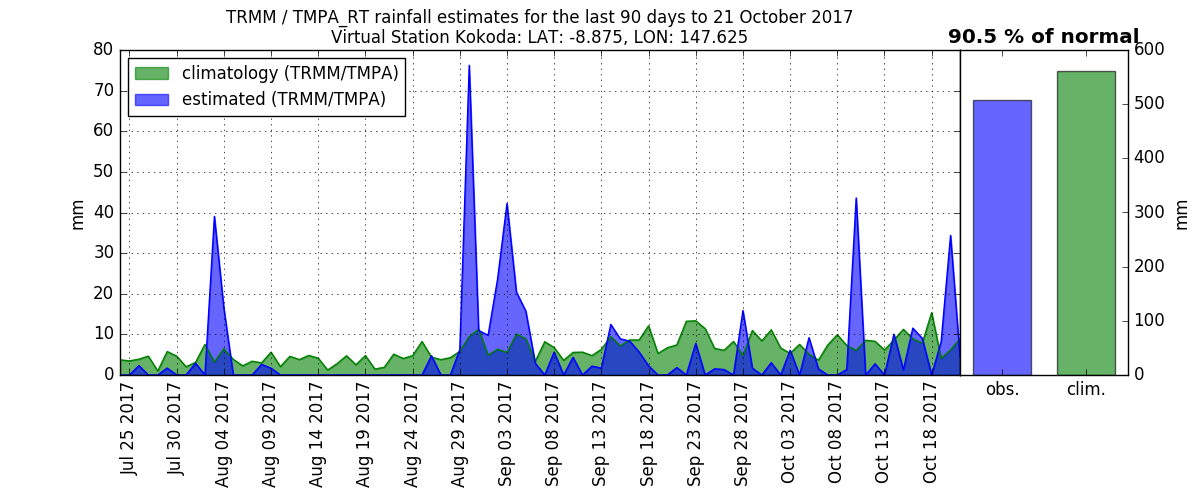 TRMM / TMPA_RT rainfall estimates for the last 90 days to 21 October 2017
Virtual Station Kokoda: LAT: -8.875, LON: 147.625
90.5 % of normal
climatology (TRMM/TMPA)
estimated (TRMM/TMPA)
80
70
60
50
40
30
20
10
0
mm
600
500
400
300
200
100
0
mm
Jul 25 2017
Jul 30 2017
Aug 04 2017
Aug 09 2017
Aug 14 2017
Aug 19 2017
Aug 24 2017
Aug 29 2017
Sep 03 2017
Sep 08 2017
Sep 13 2017
Sep 18 2017
Sep 23 2017
Sep 28 2017
Oct 03 2017
Oct 08 2017
Oct 13 2017
Oct 18 2017
obs.
clim.